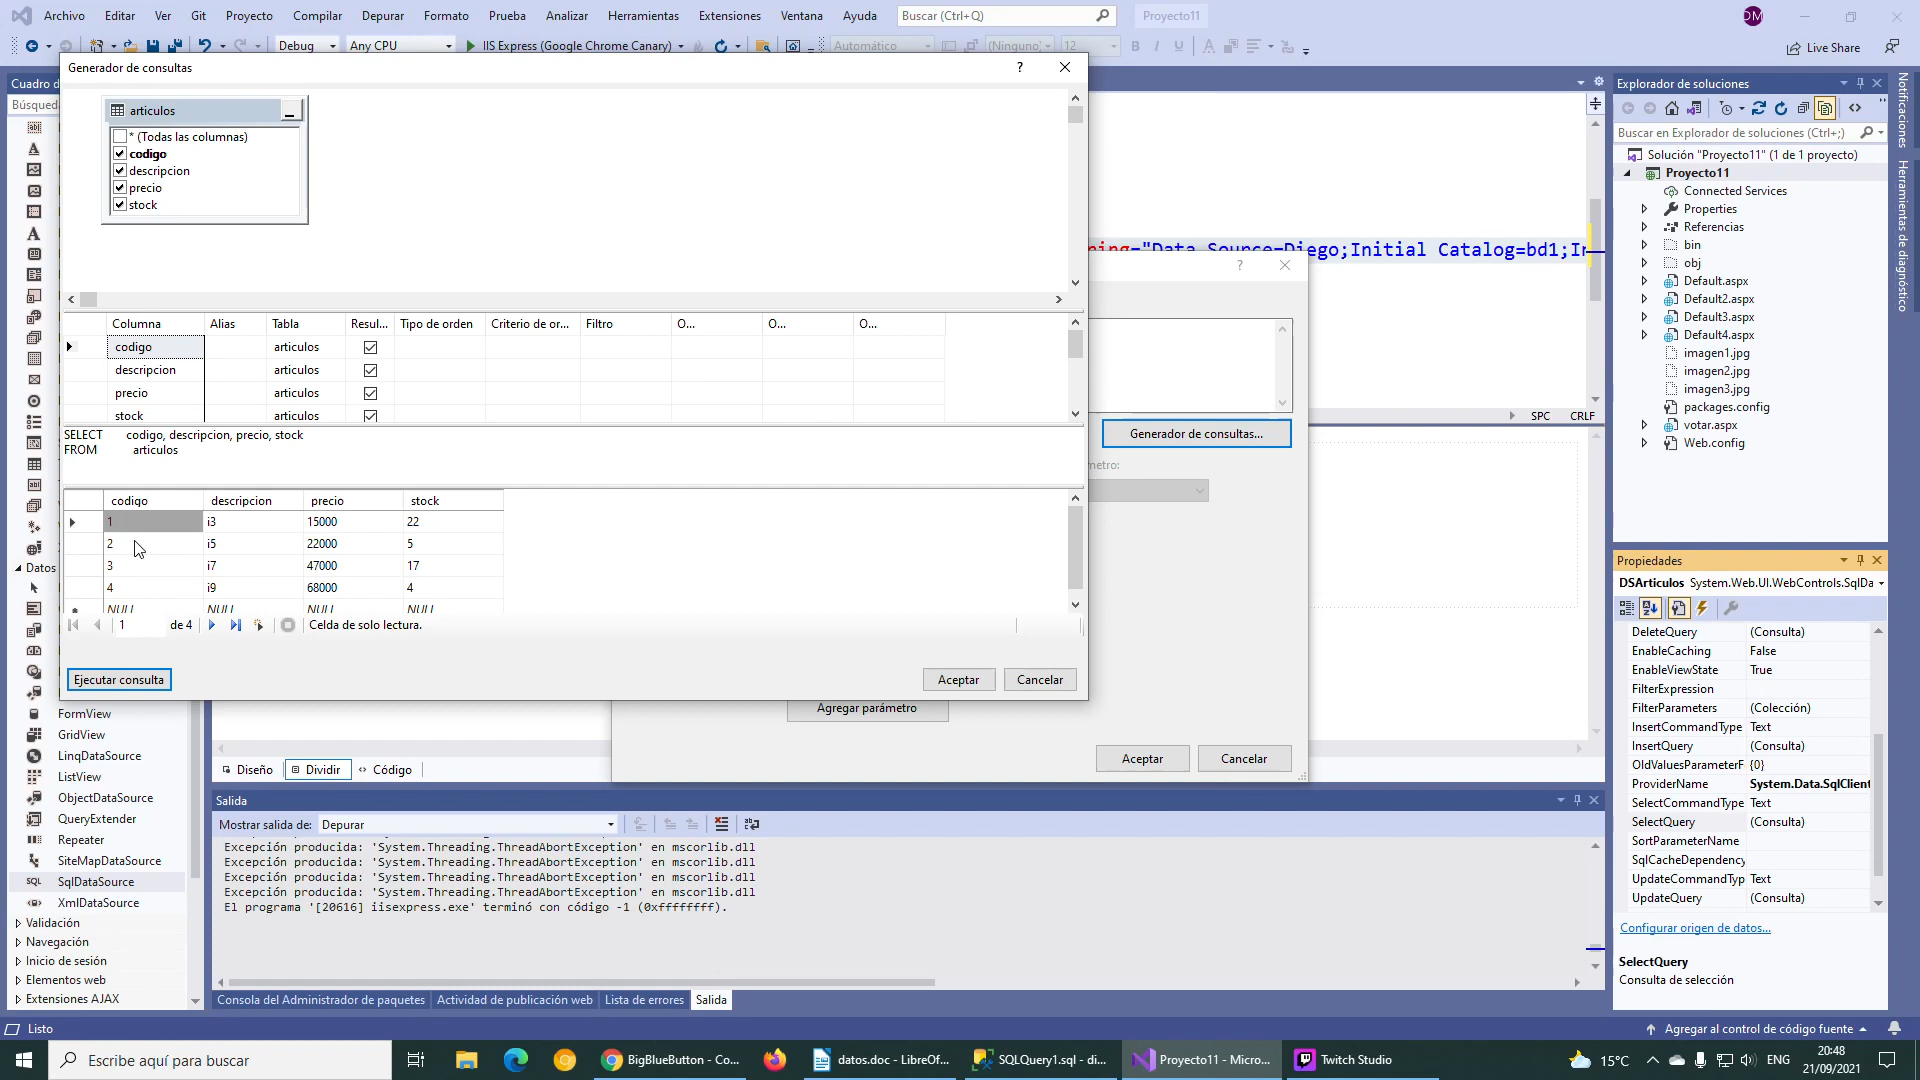 Archivo Editar Ver Git Proyecto Compilar Depurar Formato Prueba Analizar Herramientas Extensiones Ventana Ayuda Buscar (Ctrl+Q) Proyecto11 DM
Debug Any CPU IIS Express (Google Chrome Canary) Automático (Ninguno) 12 B I U A Live Share
Generador de consultas ?
Cuadro d
Búsqued
articulos
* (Todas las columnas)
codigo
descripcion
precio
stock
ning="Data Source=Diego;Initial Catalog=bd1;In
Columna Alias Tabla Resul... Tipo de orden Criterio de or... Filtro O... O... O...
codigo articulos
descripcion articulos
precio articulos
stock articulos
SELECT codigo, descripcion, precio, stock
FROM articulos
codigo descripcion precio stock
1 i3 15000 22
2 i5 22000 5
3 i7 47000 17
4 i9 68000 4
NULL NULL NULL NULL
1 de 4 Celda de solo lectura.
Ejecutar consulta Aceptar Cancelar
?
Generador de consultas...
metro:
Agregar parámetro
Aceptar Cancelar
SPC CRLF
Datos
FormView
GridView
LinqDataSource
ListView
ObjectDataSource
QueryExtender
Repeater
SiteMapDataSource
SQL SqlDataSource
XmlDataSource
Validación
Navegación
Inicio de sesión
Elementos web
Extensiones AJAX
Diseño Dividir Código
Salida
Mostrar salida de: Depurar
Excepción producida: 'System.Threading.ThreadAbortException' en mscorlib.dll
Excepción producida: 'System.Threading.ThreadAbortException' en mscorlib.dll
Excepción producida: 'System.Threading.ThreadAbortException' en mscorlib.dll
Excepción producida: 'System.Threading.ThreadAbortException' en mscorlib.dll
El programa '[20616] iisexpress.exe' terminó con código -1 (0xffffffff).
Consola del Administrador de paquetes Actividad de publicación web Lista de errores Salida
Explorador de soluciones
Buscar en Explorador de soluciones (Ctrl+;)
Solución "Proyecto11" (1 de 1 proyecto)
Proyecto11
Connected Services
Properties
Referencias
bin
obj
Default.aspx
Default2.aspx
Default3.aspx
Default4.aspx
imagen1.jpg
imagen2.jpg
imagen3.jpg
packages.config
votar.aspx
Web.config
Notificaciones
Herramientas de diagnóstico
Propiedades
DSArticulos System.Web.UI.WebControls.SqlDa
DeleteQuery (Consulta)
EnableCaching False
EnableViewState True
FilterExpression
FilterParameters (Colección)
InsertCommandType Text
InsertQuery (Consulta)
OldValuesParameterF {0}
ProviderName System.Data.SqlClient
SelectCommandType Text
SelectQuery (Consulta)
SortParameterName
SqlCacheDependency
UpdateCommandTyp Text
UpdateQuery (Consulta)
Configurar origen de datos...
SelectQuery
Consulta de selección
Listo Agregar al control de código fuente
Escribe aquí para buscar BigBlueButton - Co... datos.doc - LibreOf... SQLQuery1.sql - di... Proyecto11 - Micro... Twitch Studio 15°C ENG 20:48
21/09/2021